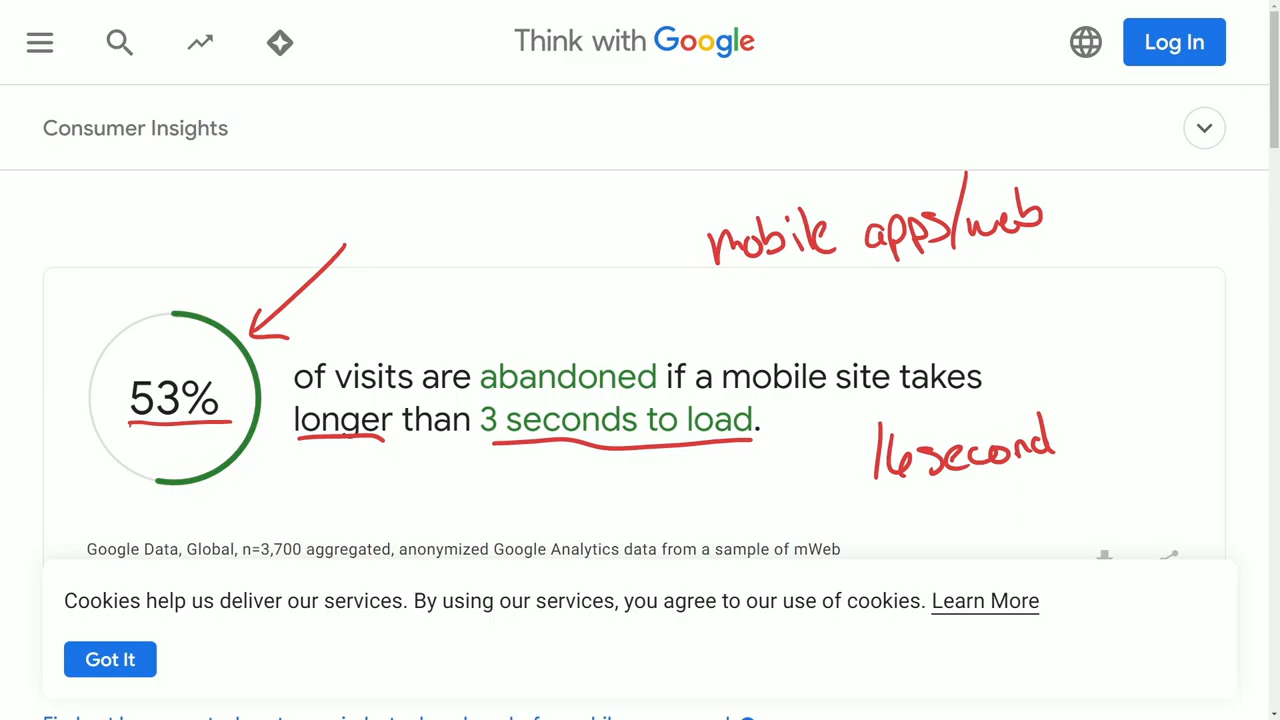 Think with Google
Log In
Consumer Insights
mobile apps/web
53%
of visits are abandoned if a mobile site takes
longer than 3 seconds to load.
16 second
Google Data, Global, n=3,700 aggregated, anonymized Google Analytics data from a sample of mWeb
Cookies help us deliver our services. By using our services, you agree to our use of cookies. Learn More
Got It